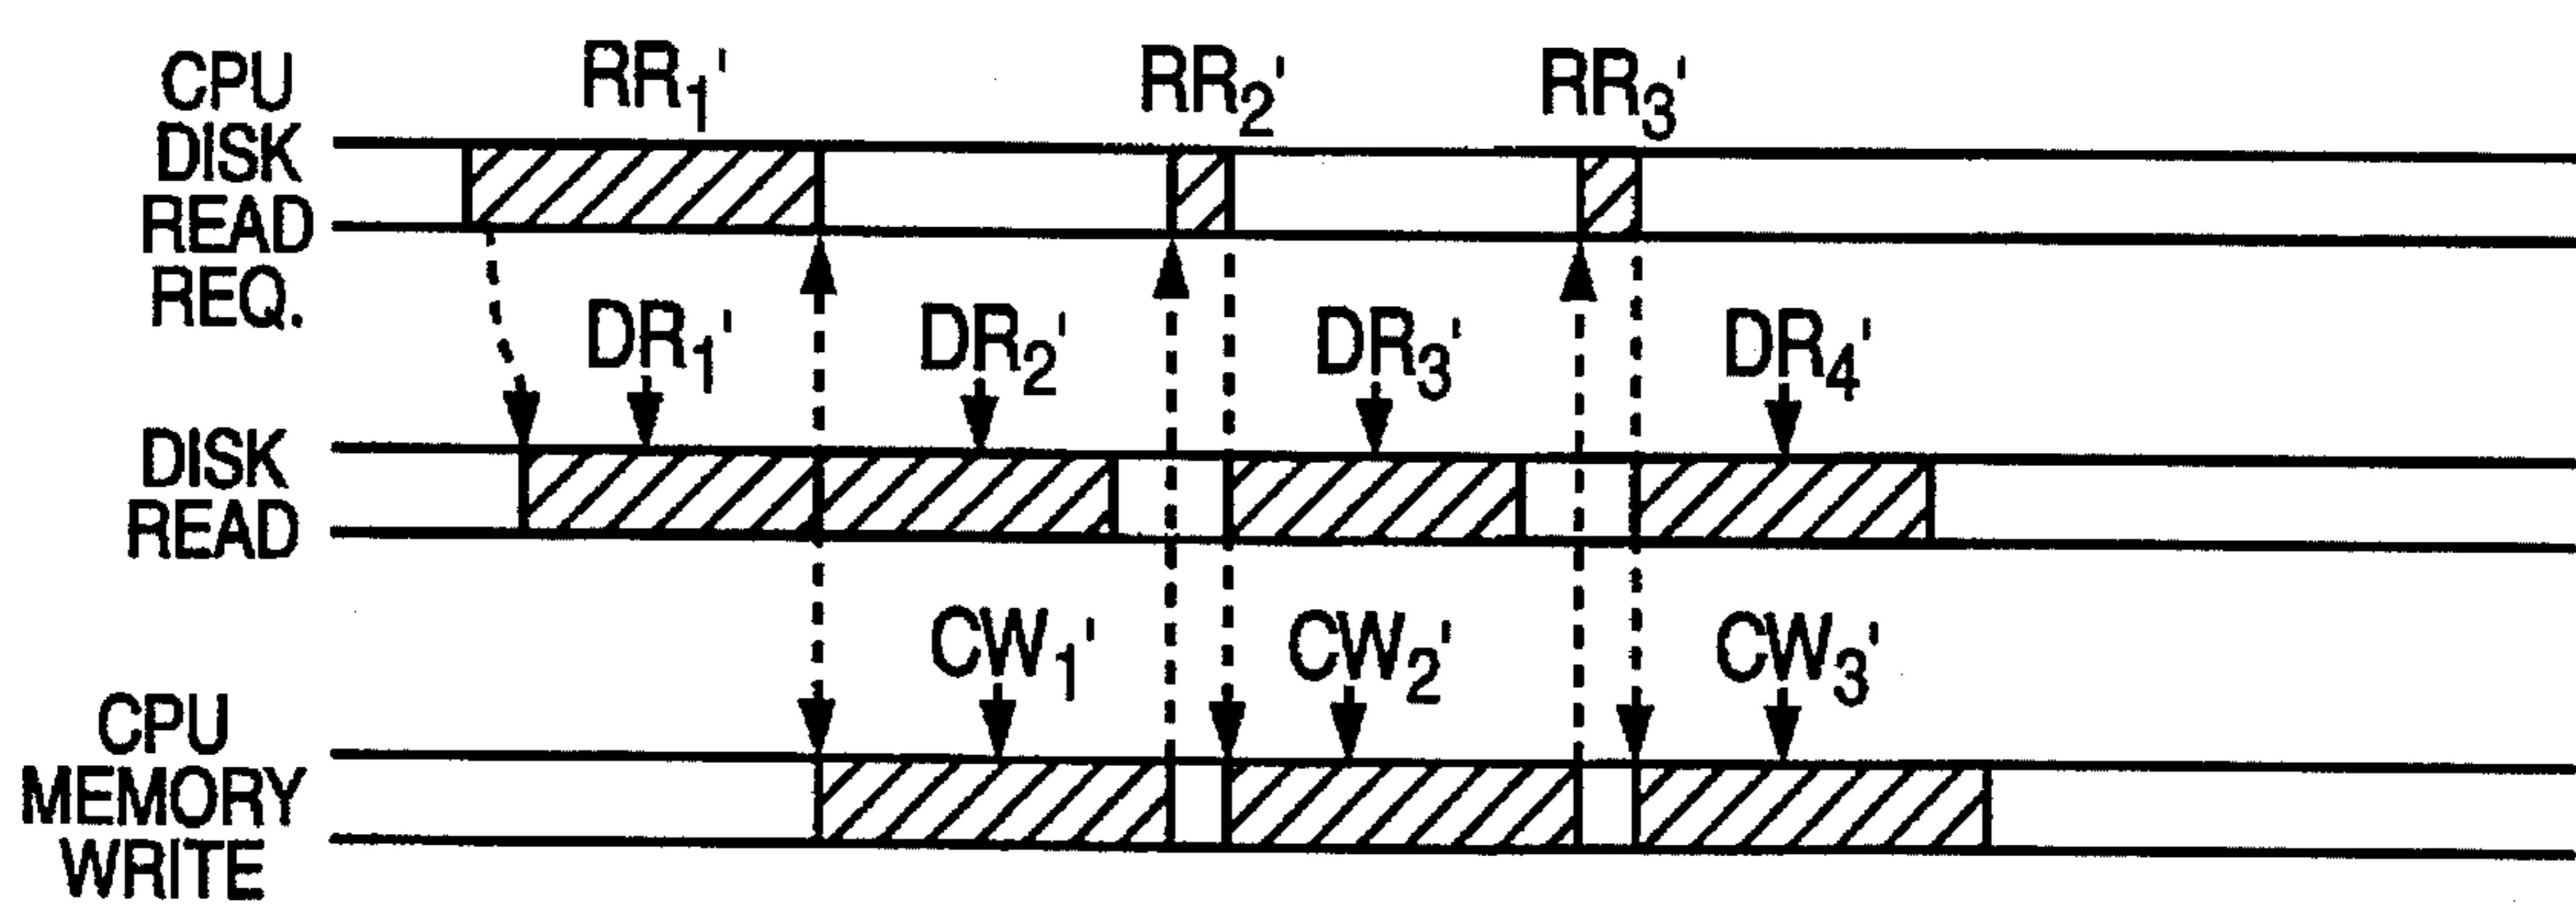 RR₁' RR₂' RR₃'
CPU
DISK
READ
REQ.
DR₁' DR₂' DR₃' DR₄'
DISK
READ
CW₁' CW₂' CW₃'
CPU
MEMORY
WRITE